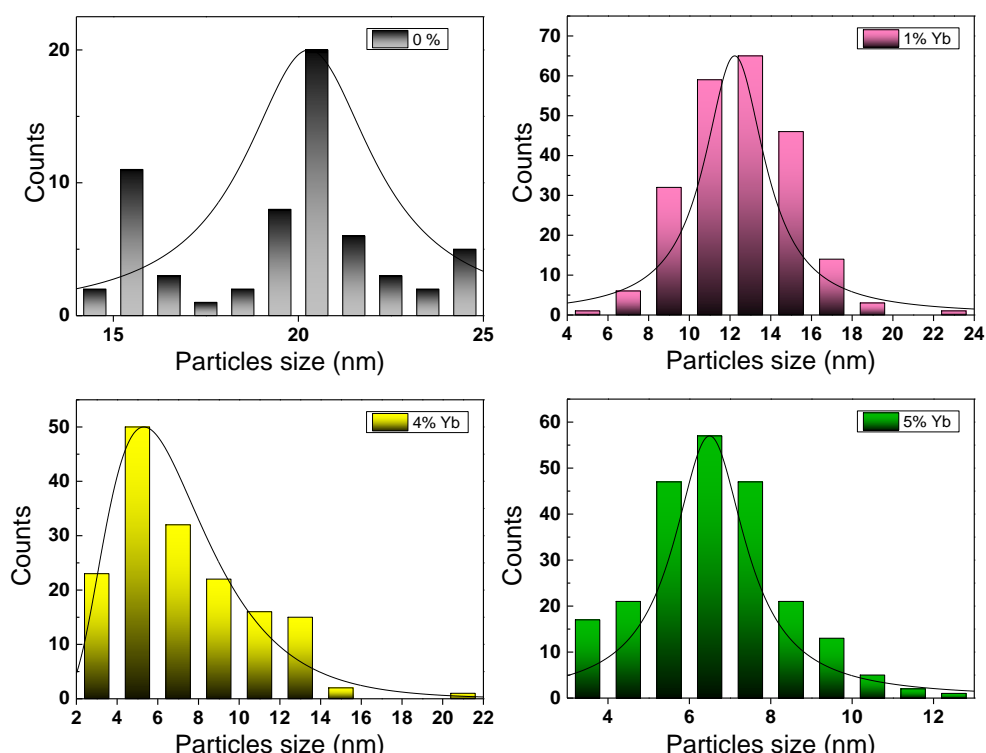 0 %
20
10
0
Counts
15 20 25
Particles size (nm)
1% Yb
70
60
50
40
30
20
10
0
Counts
4 6 8 10 12 14 16 18 20 22 24
Particles size (nm)
4% Yb
50
40
30
20
10
0
Counts
2 4 6 8 10 12 14 16 18 20 22
Particles size (nm)
5% Yb
60
50
40
30
20
10
0
Counts
4 6 8 10 12
Particles size (nm)